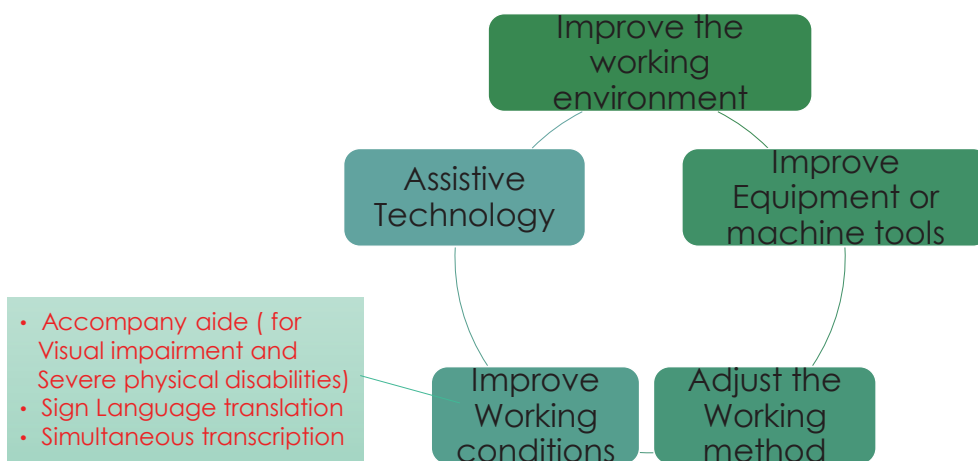 Improve the
working
environment
Assistive
Technology
Improve
Equipment or
machine tools
• Accompany aide ( for
Visual impairment and
Severe physical disabilities)
• Sign Language translation
• Simultaneous transcription
Improve
Working
conditions
Adjust the
Working
method